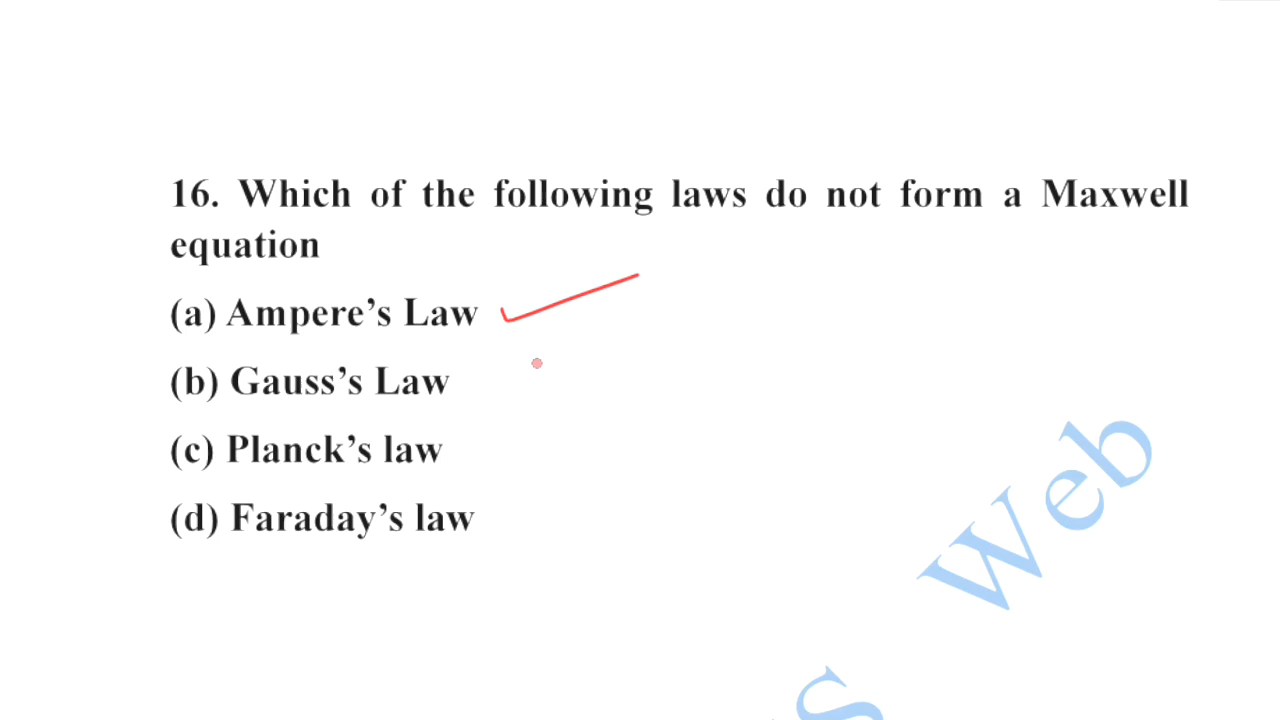 16. Which of the following laws do not form a Maxwell
equation
(a) Ampere’s Law
(b) Gauss’s Law
(c) Planck’s law
(d) Faraday’s law
Web